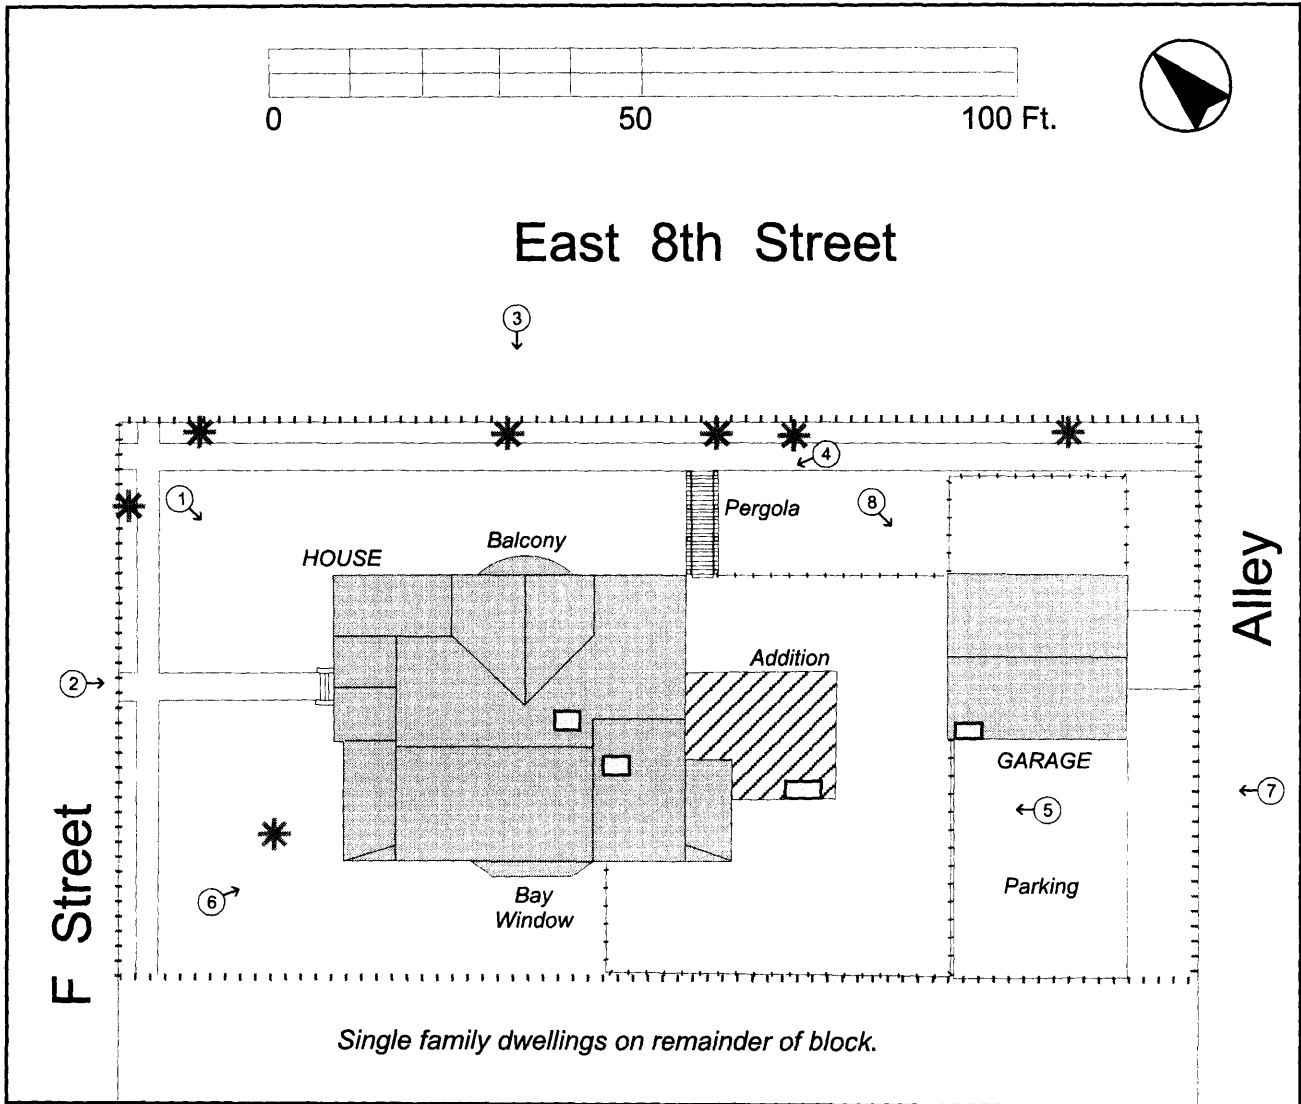 0 50 100 Ft.
East 8th Street
3
4
1
Pergola
8
Balcony
HOUSE
Alley
Addition
2
GARAGE
7
5
F Street
Parking
6
Bay
Window
Single family dwellings on remainder of block.